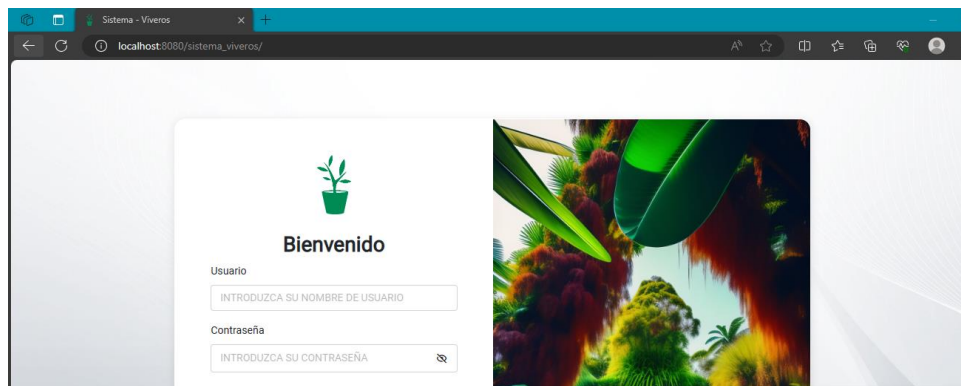 Sistema - Viveros
localhost:8080/sistema_viveros/
Bienvenido
Usuario
INTRODUZCA SU NOMBRE DE USUARIO
Contraseña
INTRODUZCA SU CONTRASEÑA